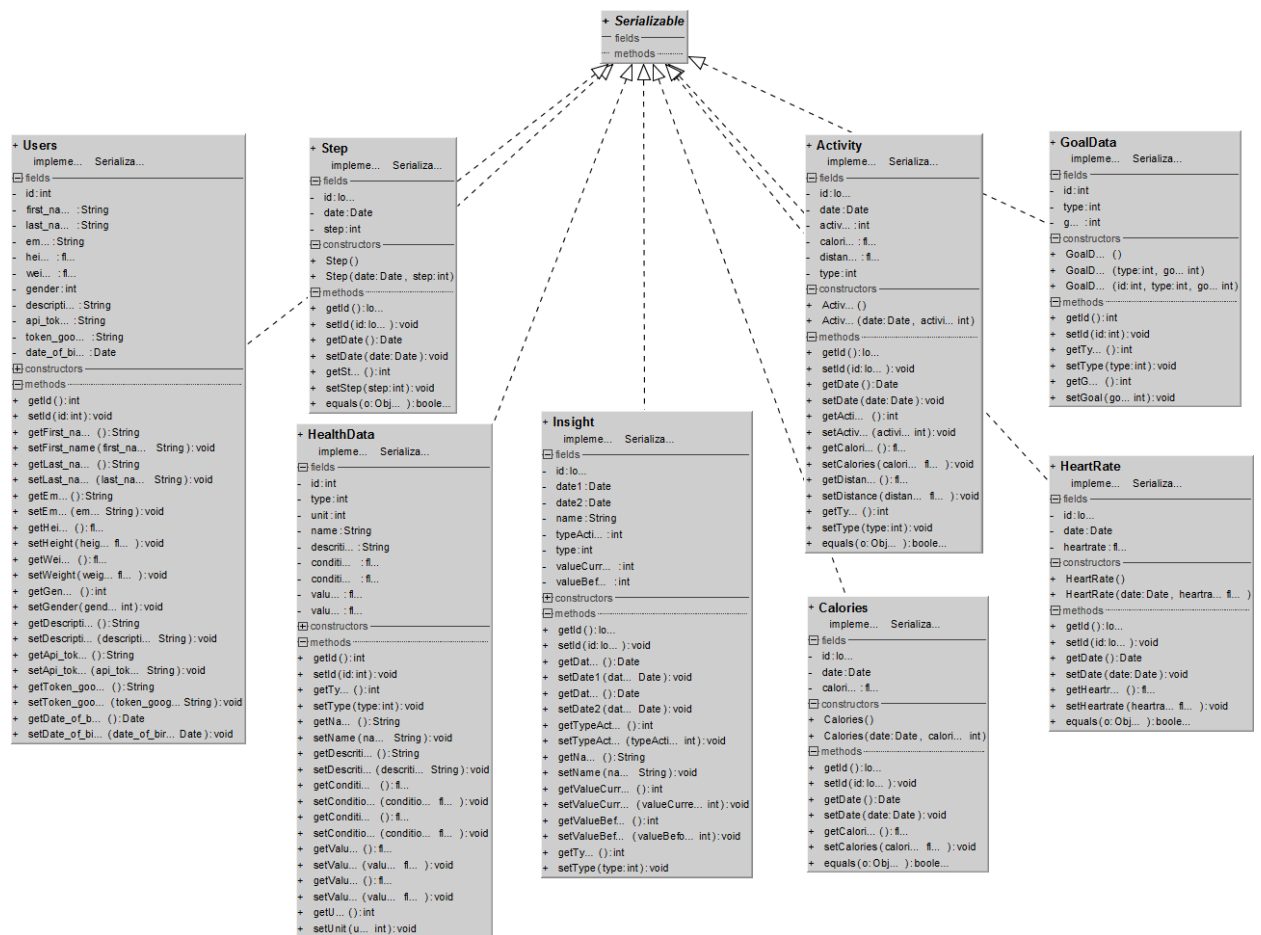 + Serializable
fields
methods
+ Users
impleme... Serializa...
fields
- id:int
- first_na... :String
- last_na... :String
- em... :String
- hei... :fl...
- wei... :fl...
- gender:int
- descripti... :String
- api_tok... :String
- token_goo... :String
- date_of_bi... :Date
constructors
methods
+ getId():int
+ setId(id:int):void
+ getFirst_na... ():String
+ setFirst_name(first_na... String):void
+ getLast_na... ():String
+ setLast_na... (last_na... String):void
+ getEm... ():String
+ setEm... (em... String):void
+ getHei... ():fl...
+ setHeight(heig... fl... ):void
+ getWei... ():fl...
+ setWeight(weig... fl... ):void
+ getGen... ():int
+ setGender(gend... int):void
+ getDescripti... ():String
+ setDescripti... (descripti... String):void
+ getApi_tok... ():String
+ setApi_tok... (api_tok... String):void
+ getToken_goo... ():String
+ setToken_goo... (token_goog... String):void
+ getDate_of_b... ():Date
+ setDate_of_bi... (date_of_bir... Date):void
+ Step
impleme... Serializa...
fields
- id:lo...
- date:Date
- step:int
constructors
+ Step()
+ Step(date:Date, step:int)
methods
+ getId():lo...
+ setId(id:lo... ):void
+ getDate():Date
+ setDate(date:Date):void
+ getSt... ():int
+ setStep(step:int):void
+ equals(o:Obj... ):boole...
+ HealthData
impleme... Serializa...
fields
- id:int
- type:int
- unit:int
- name:String
- descriti... :String
- conditi... :fl...
- conditi... :fl...
- valu... :fl...
- valu... :fl...
constructors
methods
+ getId():int
+ setId(id:int):void
+ getTy... ():int
+ setType(type:int):void
+ getNa... ():String
+ setName(na... String):void
+ getDescriti... ():String
+ setDescriti... (descriti... String):void
+ getConditi... ():fl...
+ setConditio... (conditio... fl... ):void
+ getConditi... ():fl...
+ setConditio... (conditio... fl... ):void
+ getValu... ():fl...
+ setValu... (valu... fl... ):void
+ getValu... ():fl...
+ setValu... (valu... fl... ):void
+ getU... ():int
+ setUnit(u... int):void
+ Insight
impleme... Serializa...
fields
- id:lo...
- date1:Date
- date2:Date
- name:String
- typeActi... :int
- type:int
- valueCurr... :int
- valueBef... :int
constructors
methods
+ getId():lo...
+ setId(id:lo... ):void
+ getDat... ():Date
+ setDate1(dat... Date):void
+ getDat... ():Date
+ setDate2(dat... Date):void
+ getTypeAct... ():int
+ setTypeAct... (typeActi... int):void
+ getNa... ():String
+ setName(na... String):void
+ getValueCurr... ():int
+ setValueCurr... (valueCurre... int):void
+ getValueBef... ():int
+ setValueBef... (valueBefo... int):void
+ getTy... ():int
+ setType(type:int):void
+ Activity
impleme... Serializa...
fields
- id:lo...
- date:Date
- activ... :int
- calori... :fl...
- distan... :fl...
- type:int
constructors
+ Activ... ()
+ Activ... (date:Date, activi... int)
methods
+ getId():lo...
+ setId(id:lo... ):void
+ getDate():Date
+ setDate(date:Date):void
+ getActi... ():int
+ setActiv... (activi... int):void
+ getCalori... ():fl...
+ setCalories(calori... fl... ):void
+ getDistan... ():fl...
+ setDistance(distan... fl... ):void
+ getTy... ():int
+ setType(type:int):void
+ equals(o:Obj... ):boole...
+ Calories
impleme... Serializa...
fields
- id:lo...
- date:Date
- calori... :fl...
constructors
+ Calories()
+ Calories(date:Date, calori... int)
methods
+ getId():lo...
+ setId(id:lo... ):void
+ getDate():Date
+ setDate(date:Date):void
+ getCalori... ():fl...
+ setCalories(calori... fl... ):void
+ equals(o:Obj... ):boole...
+ GoalData
impleme... Serializa...
fields
- id:int
- type:int
- g... :int
constructors
+ GoalD... ()
+ GoalD... (type:int, go... int)
+ GoalD... (id:int, type:int, go... int)
methods
+ getId():int
+ setId(id:int):void
+ getTy... ():int
+ setType(type:int):void
+ getG... ():int
+ setGoal(go... int):void
+ HeartRate
impleme... Serializa...
fields
- id:lo...
- date:Date
- heartrate:fl...
constructors
+ HeartRate()
+ HeartRate(date:Date, heartra... fl... )
methods
+ getId():lo...
+ setId(id:lo... ):void
+ getDate():Date
+ setDate(date:Date):void
+ getHeartr... ():fl...
+ setHeartrate(heartra... fl... ):void
+ equals(o:Obj... ):boole...